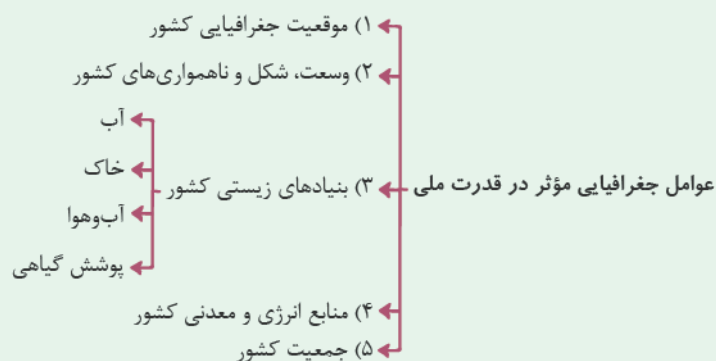 عوامل جغرافیایی مؤثر در قدرت ملی
۱) موقعیت جغرافیایی کشور
۲) وسعت، شکل و ناهمواری‌های کشور
۳) بنیادهای زیستی کشور
آب
خاک
آب‌وهوا
پوشش گیاهی
۴) منابع انرژی و معدنی کشور
۵) جمعیت کشور